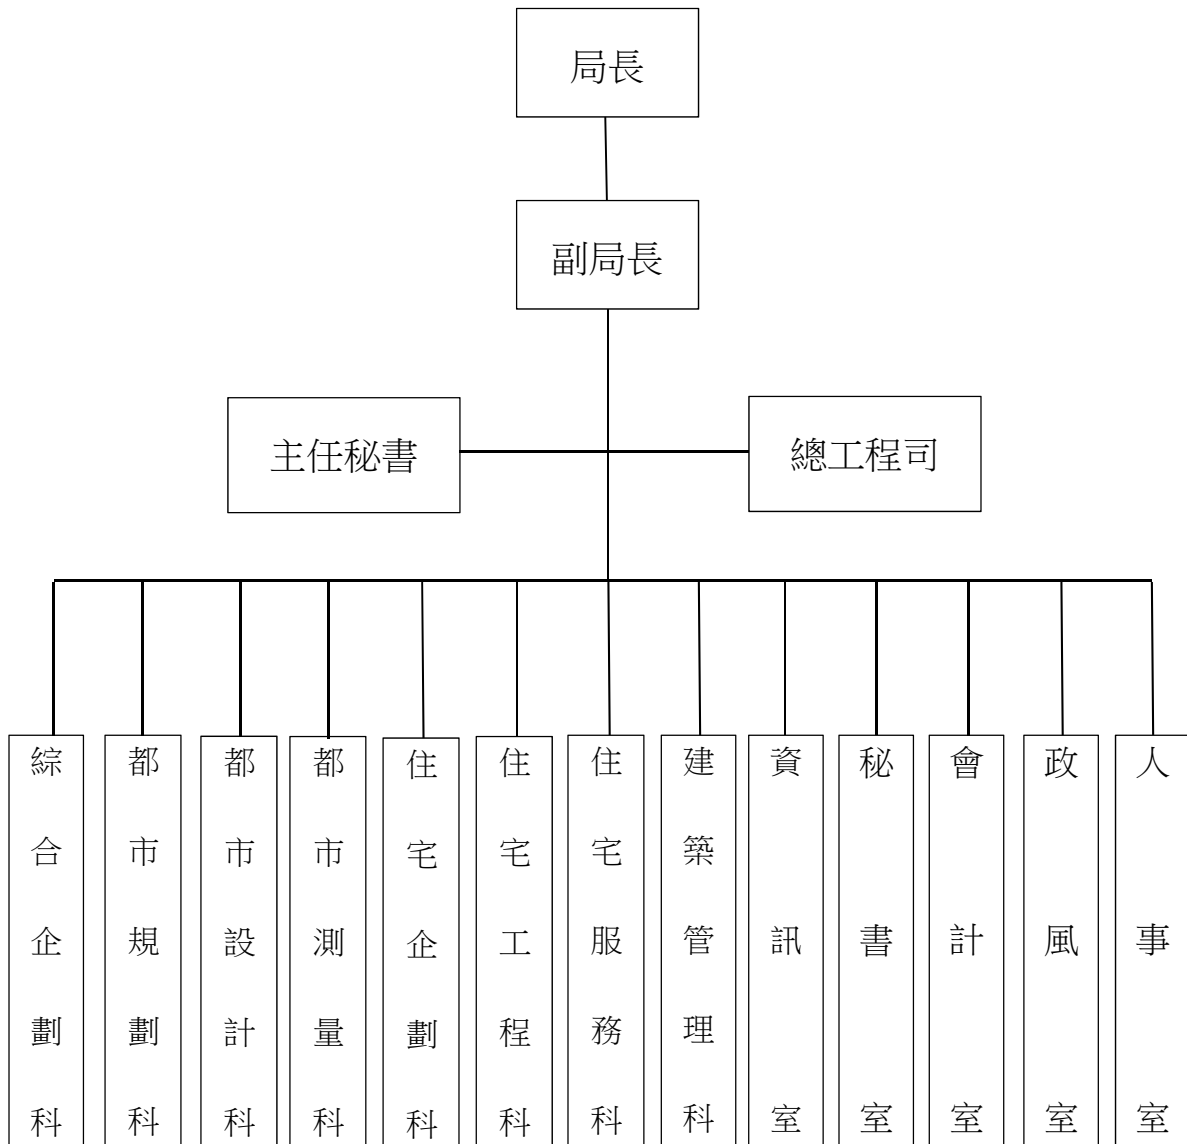 局長
副局長
主任秘書
總工程司
綜合企劃科
都市規劃科
都市設計科
都市測量科
住宅企劃科
住宅工程科
住宅服務科
建築管理科
資訊室
秘書室
會計室
政風室
人事室